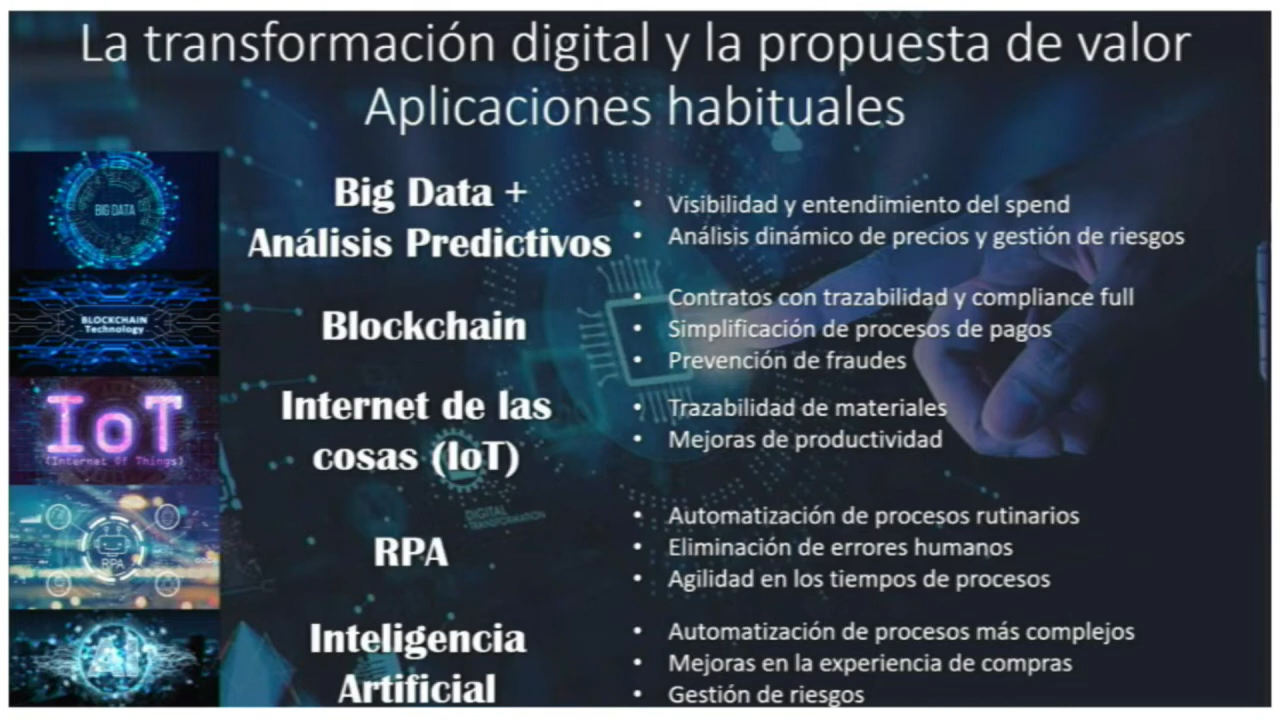 La transformación digital y la propuesta de valor
Aplicaciones habituales
BIG DATA
Big Data +
Análisis Predictivos
• Visibilidad y entendimiento del spend
• Análisis dinámico de precios y gestión de riesgos
BLOCKCHAIN
Technology
Blockchain
• Contratos con trazabilidad y compliance full
• Simplificación de procesos de pagos
• Prevención de fraudes
IoT
(Internet Of Things)
Internet de las
cosas (IoT)
• Trazabilidad de materiales
• Mejoras de productividad
DIGITAL
TRANSFORMATION
RPA
RPA
• Automatización de procesos rutinarios
• Eliminación de errores humanos
• Agilidad en los tiempos de procesos
AI
Inteligencia
Artificial
• Automatización de procesos más complejos
• Mejoras en la experiencia de compras
• Gestión de riesgos